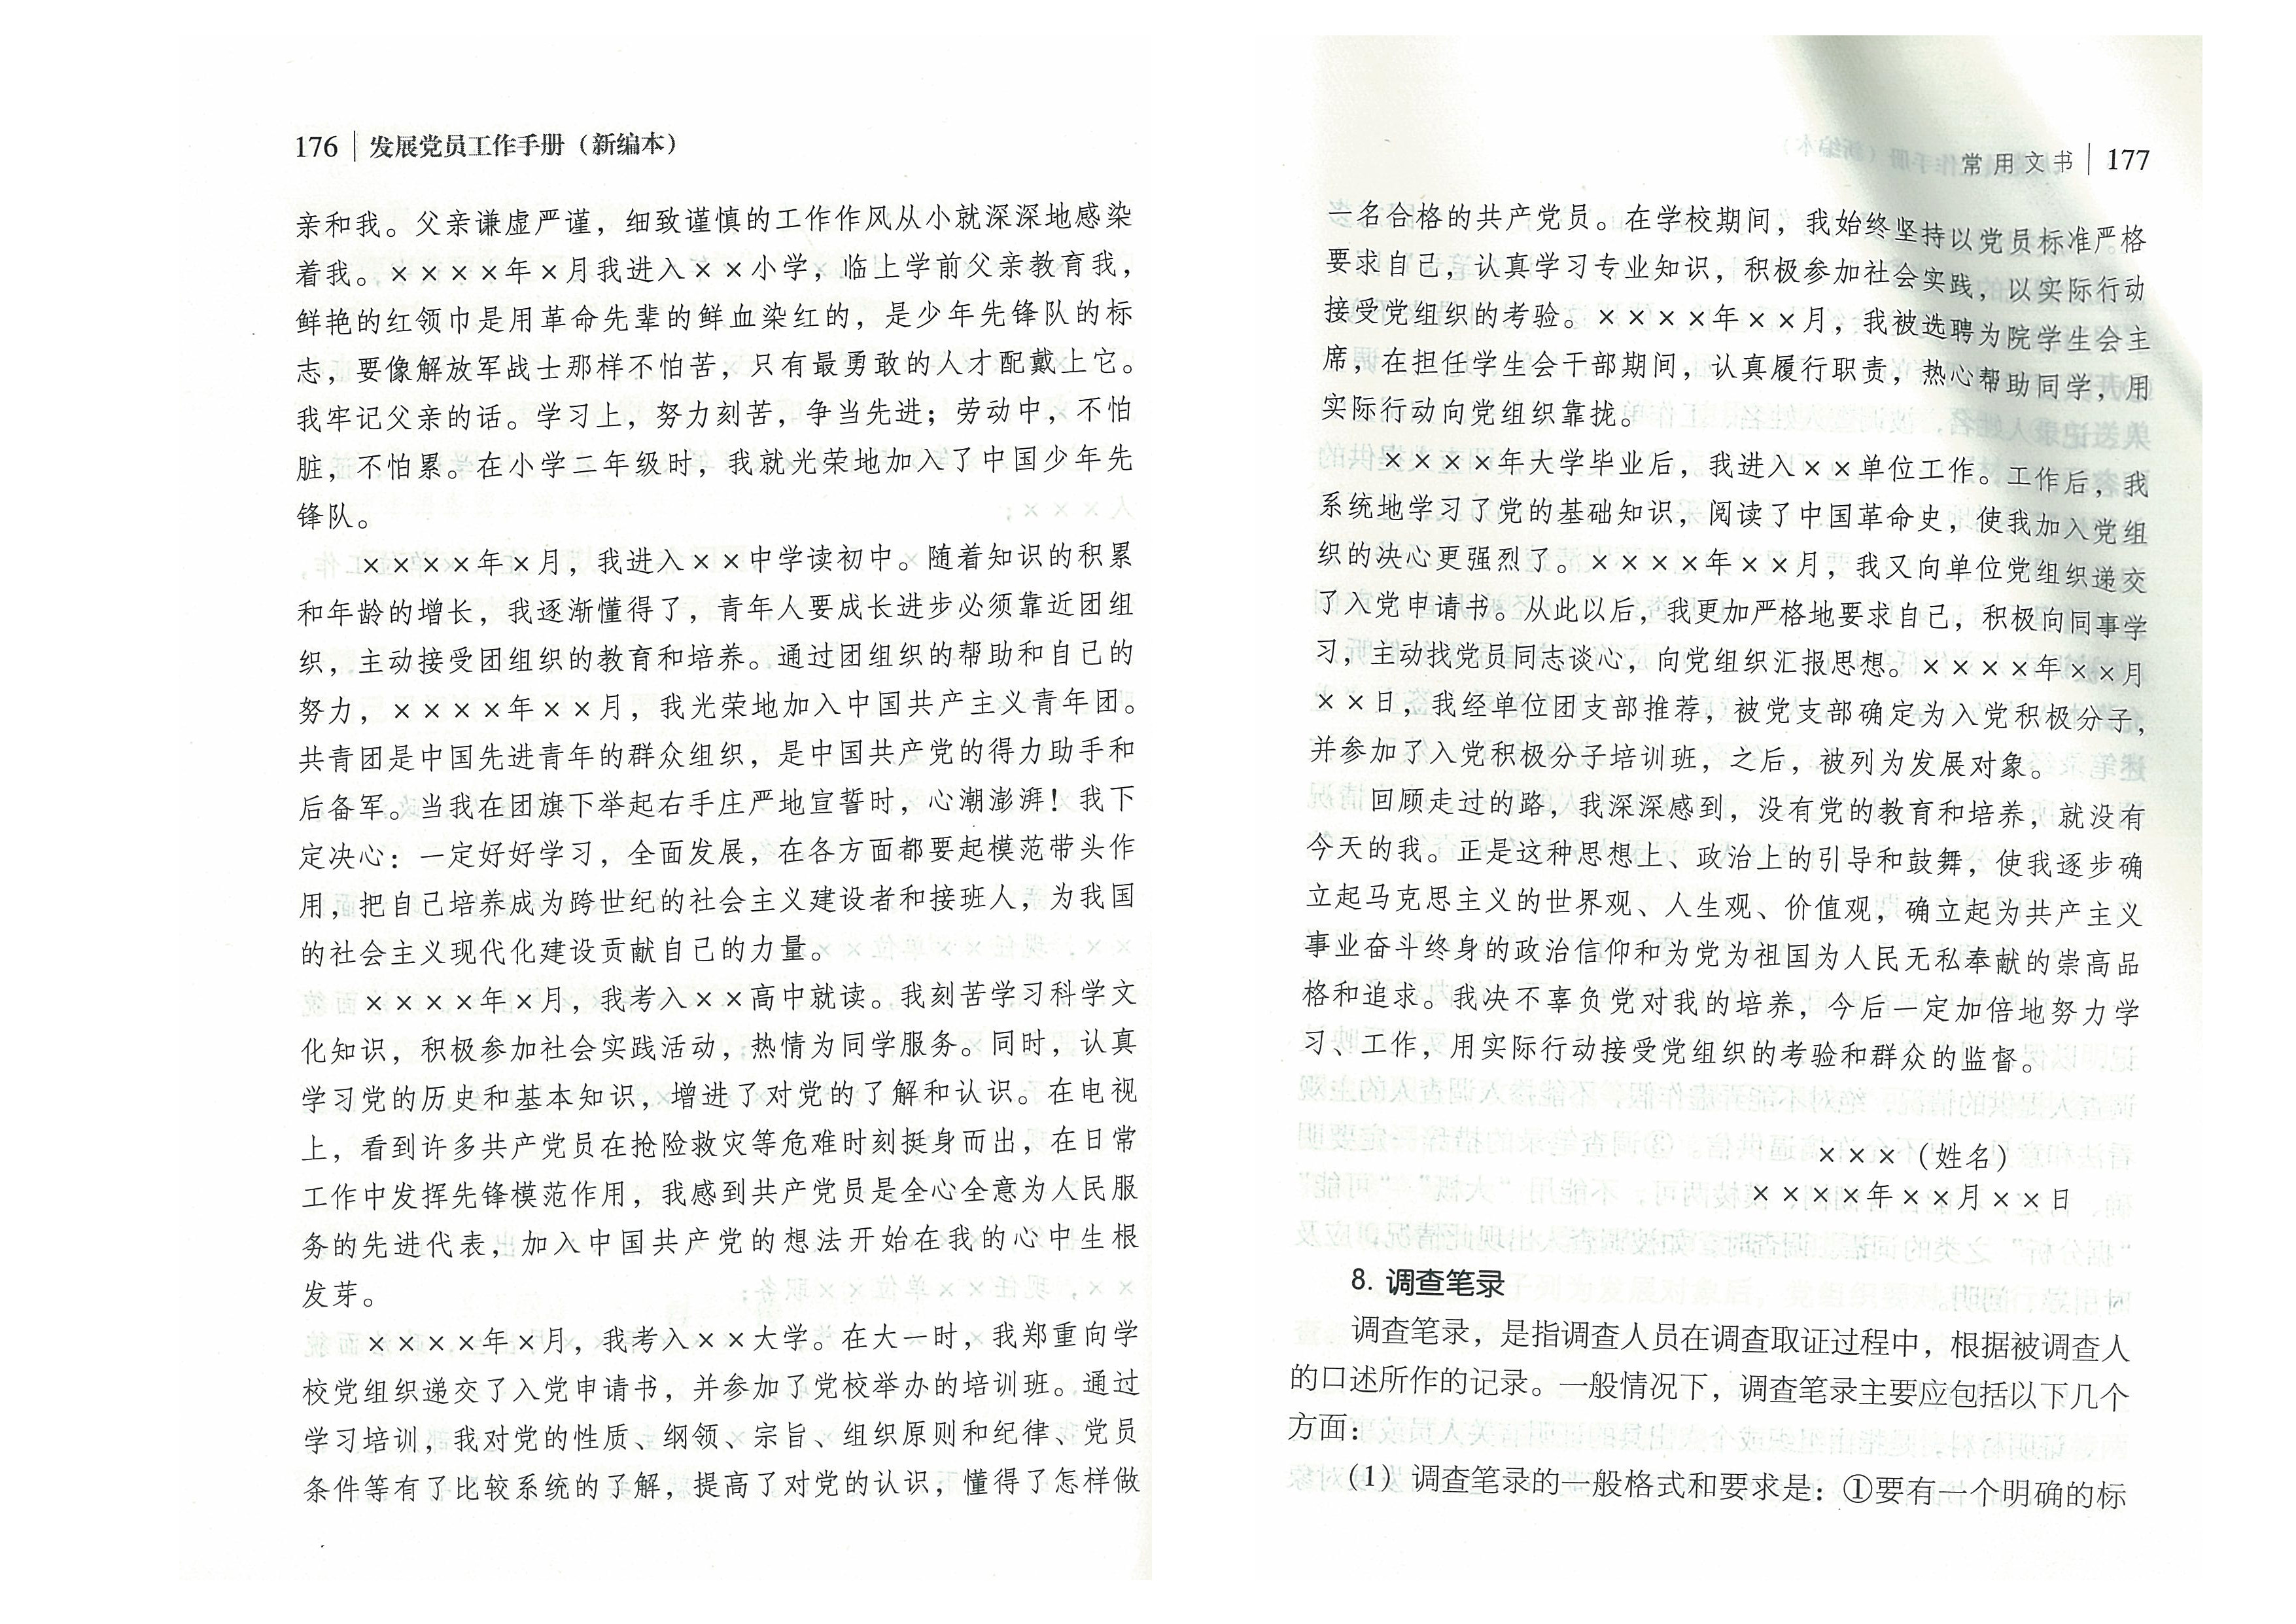 176 | 发展党员工作手册（新编本）
亲和我。父亲谦虚严谨，细致谨慎的工作作风从小就深深地感染
着我。××××年×月我进入××小学，临上学前父亲教育我，
鲜艳的红领巾是用革命先辈的鲜血染红的，是少年先锋队的标
志，要像解放军战士那样不怕苦，只有最勇敢的人才配戴上它。
我牢记父亲的话。学习上，努力刻苦，争当先进；劳动中，不怕
脏，不怕累。在小学二年级时，我就光荣地加入了中国少年先
锋队。
××××年×月，我进入××中学读初中。随着知识的积累
和年龄的增长，我逐渐懂得了，青年人要成长进步必须靠近团组
织，主动接受团组织的教育和培养。通过团组织的帮助和自己的
努力，××××年××月，我光荣地加入中国共产主义青年团。
共青团是中国先进青年的群众组织，是中国共产党的得力助手和
后备军。当我在团旗下举起右手庄严地宣誓时，心潮澎湃！我下
定决心：一定好好学习，全面发展，在各方面都要起模范带头作
用，把自己培养成为跨世纪的社会主义建设者和接班人，为我国
的社会主义现代化建设贡献自己的力量。
××××年×月，我考入××高中就读。我刻苦学习科学文
化知识，积极参加社会实践活动，热情为同学服务。同时，认真
学习党的历史和基本知识，增进了对党的了解和认识。在电视
上，看到许多共产党员在抢险救灾等危难时刻挺身而出，在日常
工作中发挥先锋模范作用，我感到共产党员是全心全意为人民服
务的先进代表，加入中国共产党的想法开始在我的心中生根
发芽。
××××年×月，我考入××大学。在大一时，我郑重向学
校党组织递交了入党申请书，并参加了党校举办的培训班。通过
学习培训，我对党的性质、纲领、宗旨、组织原则和纪律、党员
条件等有了比较系统的了解，提高了对党的认识，懂得了怎样做
常用文书 | 177
一名合格的共产党员。在学校期间，我始终坚持以党员标准严格
要求自己，认真学习专业知识，积极参加社会实践，以实际行动
接受党组织的考验。××××年××月，我被选聘为院学生会主
席，在担任学生会干部期间，认真履行职责，热心帮助同学，用
实际行动向党组织靠拢。
××××年大学毕业后，我进入××单位工作。工作后，我
系统地学习了党的基础知识，阅读了中国革命史，使我加入党组
织的决心更强烈了。××××年××月，我又向单位党组织递交
了入党申请书。从此以后，我更加严格地要求自己，积极向同事学
习，主动找党员同志谈心，向党组织汇报思想。××××年××月
××日，我经单位团支部推荐，被党支部确定为入党积极分子，
并参加了入党积极分子培训班，之后，被列为发展对象。
回顾走过的路，我深深感到，没有党的教育和培养，就没有
今天的我。正是这种思想上、政治上的引导和鼓舞，使我逐步确
立起马克思主义的世界观、人生观、价值观，确立起为共产主义
事业奋斗终身的政治信仰和为党为祖国为人民无私奉献的崇高品
格和追求。我决不辜负党对我的培养，今后一定加倍地努力学
习、工作，用实际行动接受党组织的考验和群众的监督。
×××（姓名）
××××年××月××日
8. 调查笔录
调查笔录，是指调查人员在调查取证过程中，根据被调查人
的口述所作的记录。一般情况下，调查笔录主要应包括以下几个
方面：
（1）调查笔录的一般格式和要求是：①要有一个明确的标